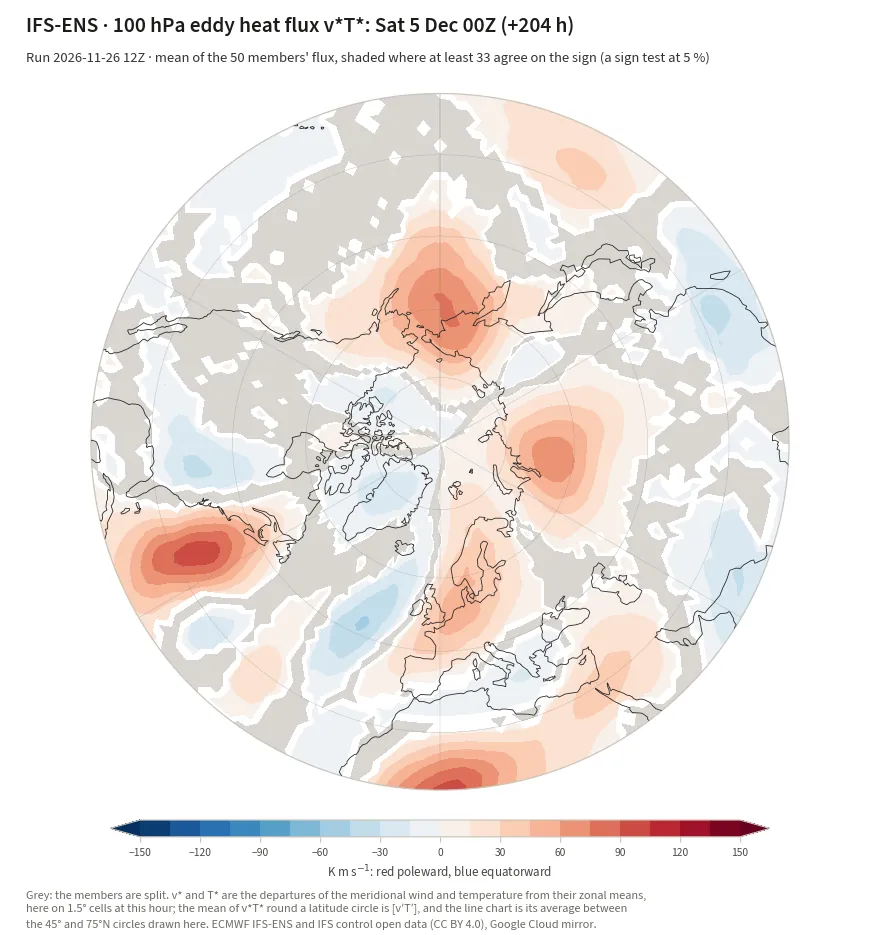 IFS-ENS · 100 hPa eddy heat flux v*T*: Sat 5 Dec 00Z (+204 h)
Run 2026-11-26 12Z · mean of the 50 members' flux, shaded where at least 33 agree on the sign (a sign test at 5 %)
−150 −120 −90 −60 −30 0 30 60 90 120 150
K m s⁻¹: red poleward, blue equatorward
Grey: the members are split. v* and T* are the departures of the meridional wind and temperature from their zonal means,
here on 1.5° cells at this hour; the mean of v*T* round a latitude circle is [v′T′], and the line chart is its average between
the 45° and 75°N circles drawn here. ECMWF IFS-ENS and IFS control open data (CC BY 4.0), Google Cloud mirror.